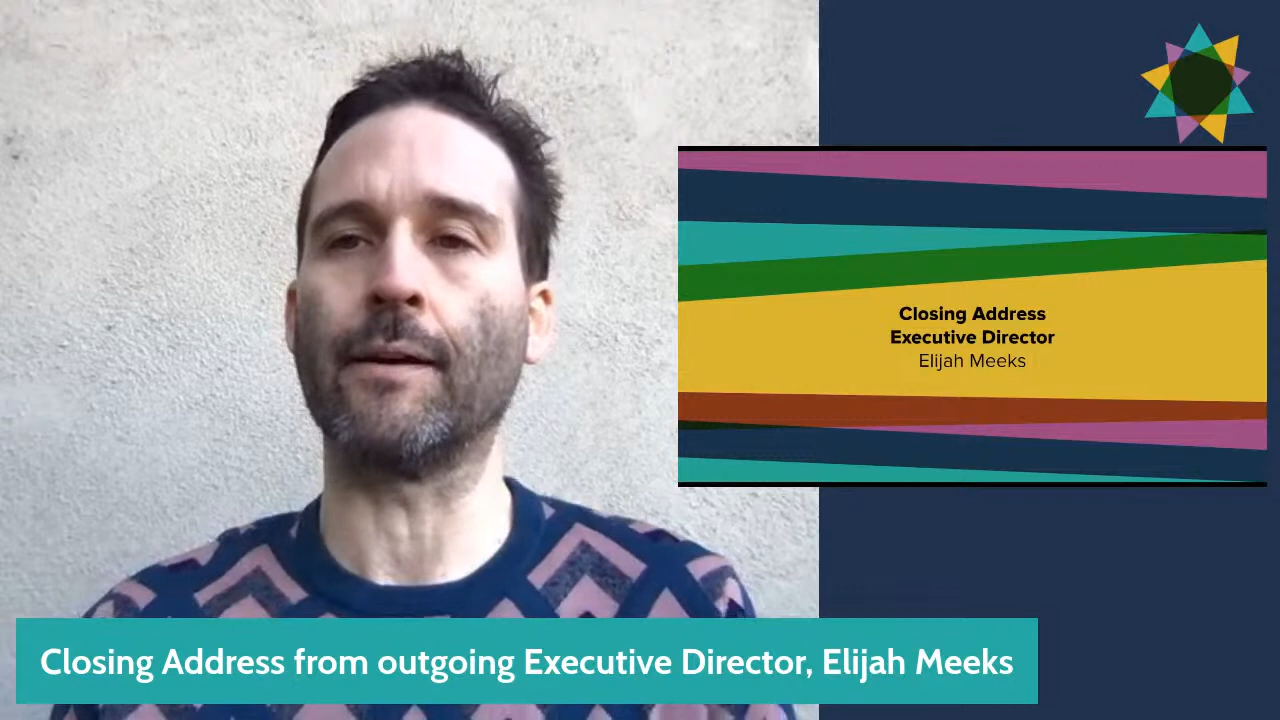 Closing Address
Executive Director
Elijah Meeks
Closing Address from outgoing Executive Director, Elijah Meeks